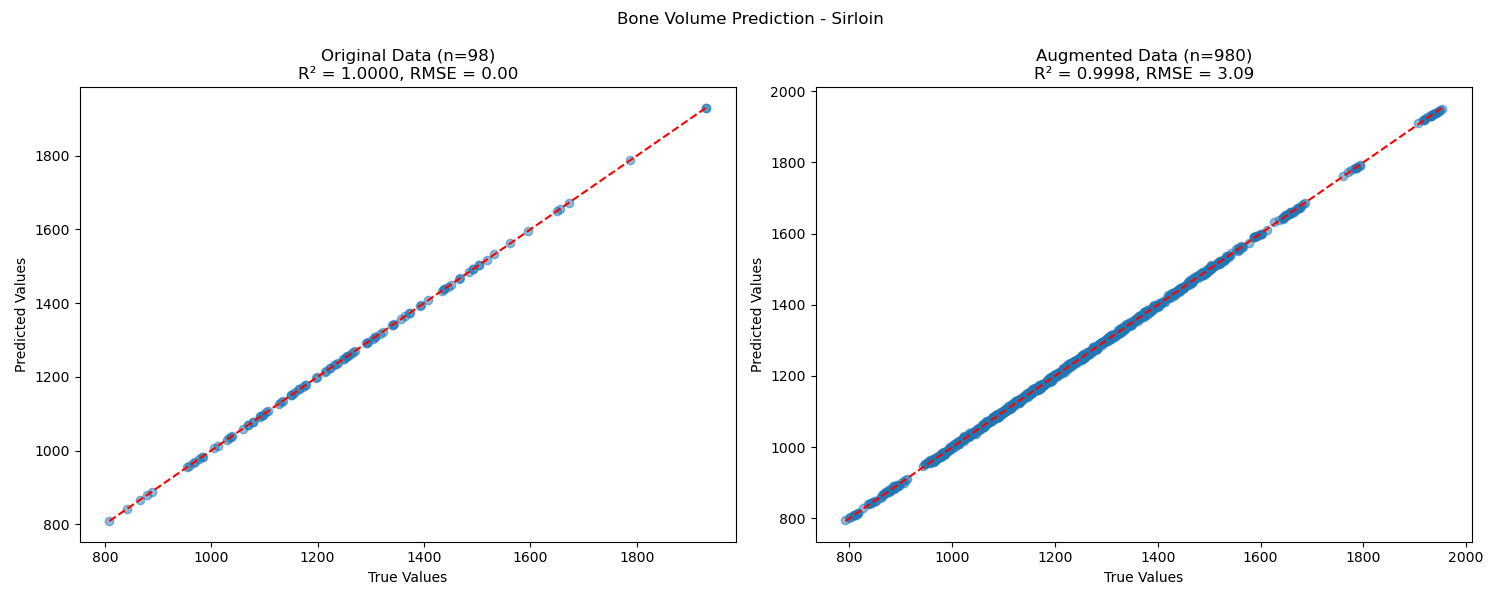 Bone Volume Prediction - Sirloin
Original Data (n=98)
R² = 1.0000, RMSE = 0.00
Predicted Values
1800
1600
1400
1200
1000
800
800 1000 1200 1400 1600 1800
True Values
Augmented Data (n=980)
R² = 0.9998, RMSE = 3.09
Predicted Values
2000
1800
1600
1400
1200
1000
800
800 1000 1200 1400 1600 1800 2000
True Values